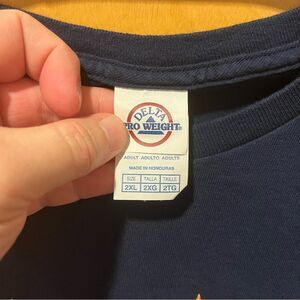 DELTA
PRO WEIGHT®
ADULT ADULTO ADULTE
MADE IN HONDURAS
SIZE TALLA TAILLE
2XL 2XG 2TG